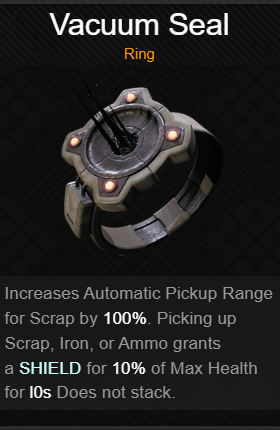 Vacuum Seal
Ring
Increases Automatic Pickup Range
for Scrap by 100%. Picking up
Scrap, Iron, or Ammo grants
a SHIELD for 10% of Max Health
for l0s Does not stack.